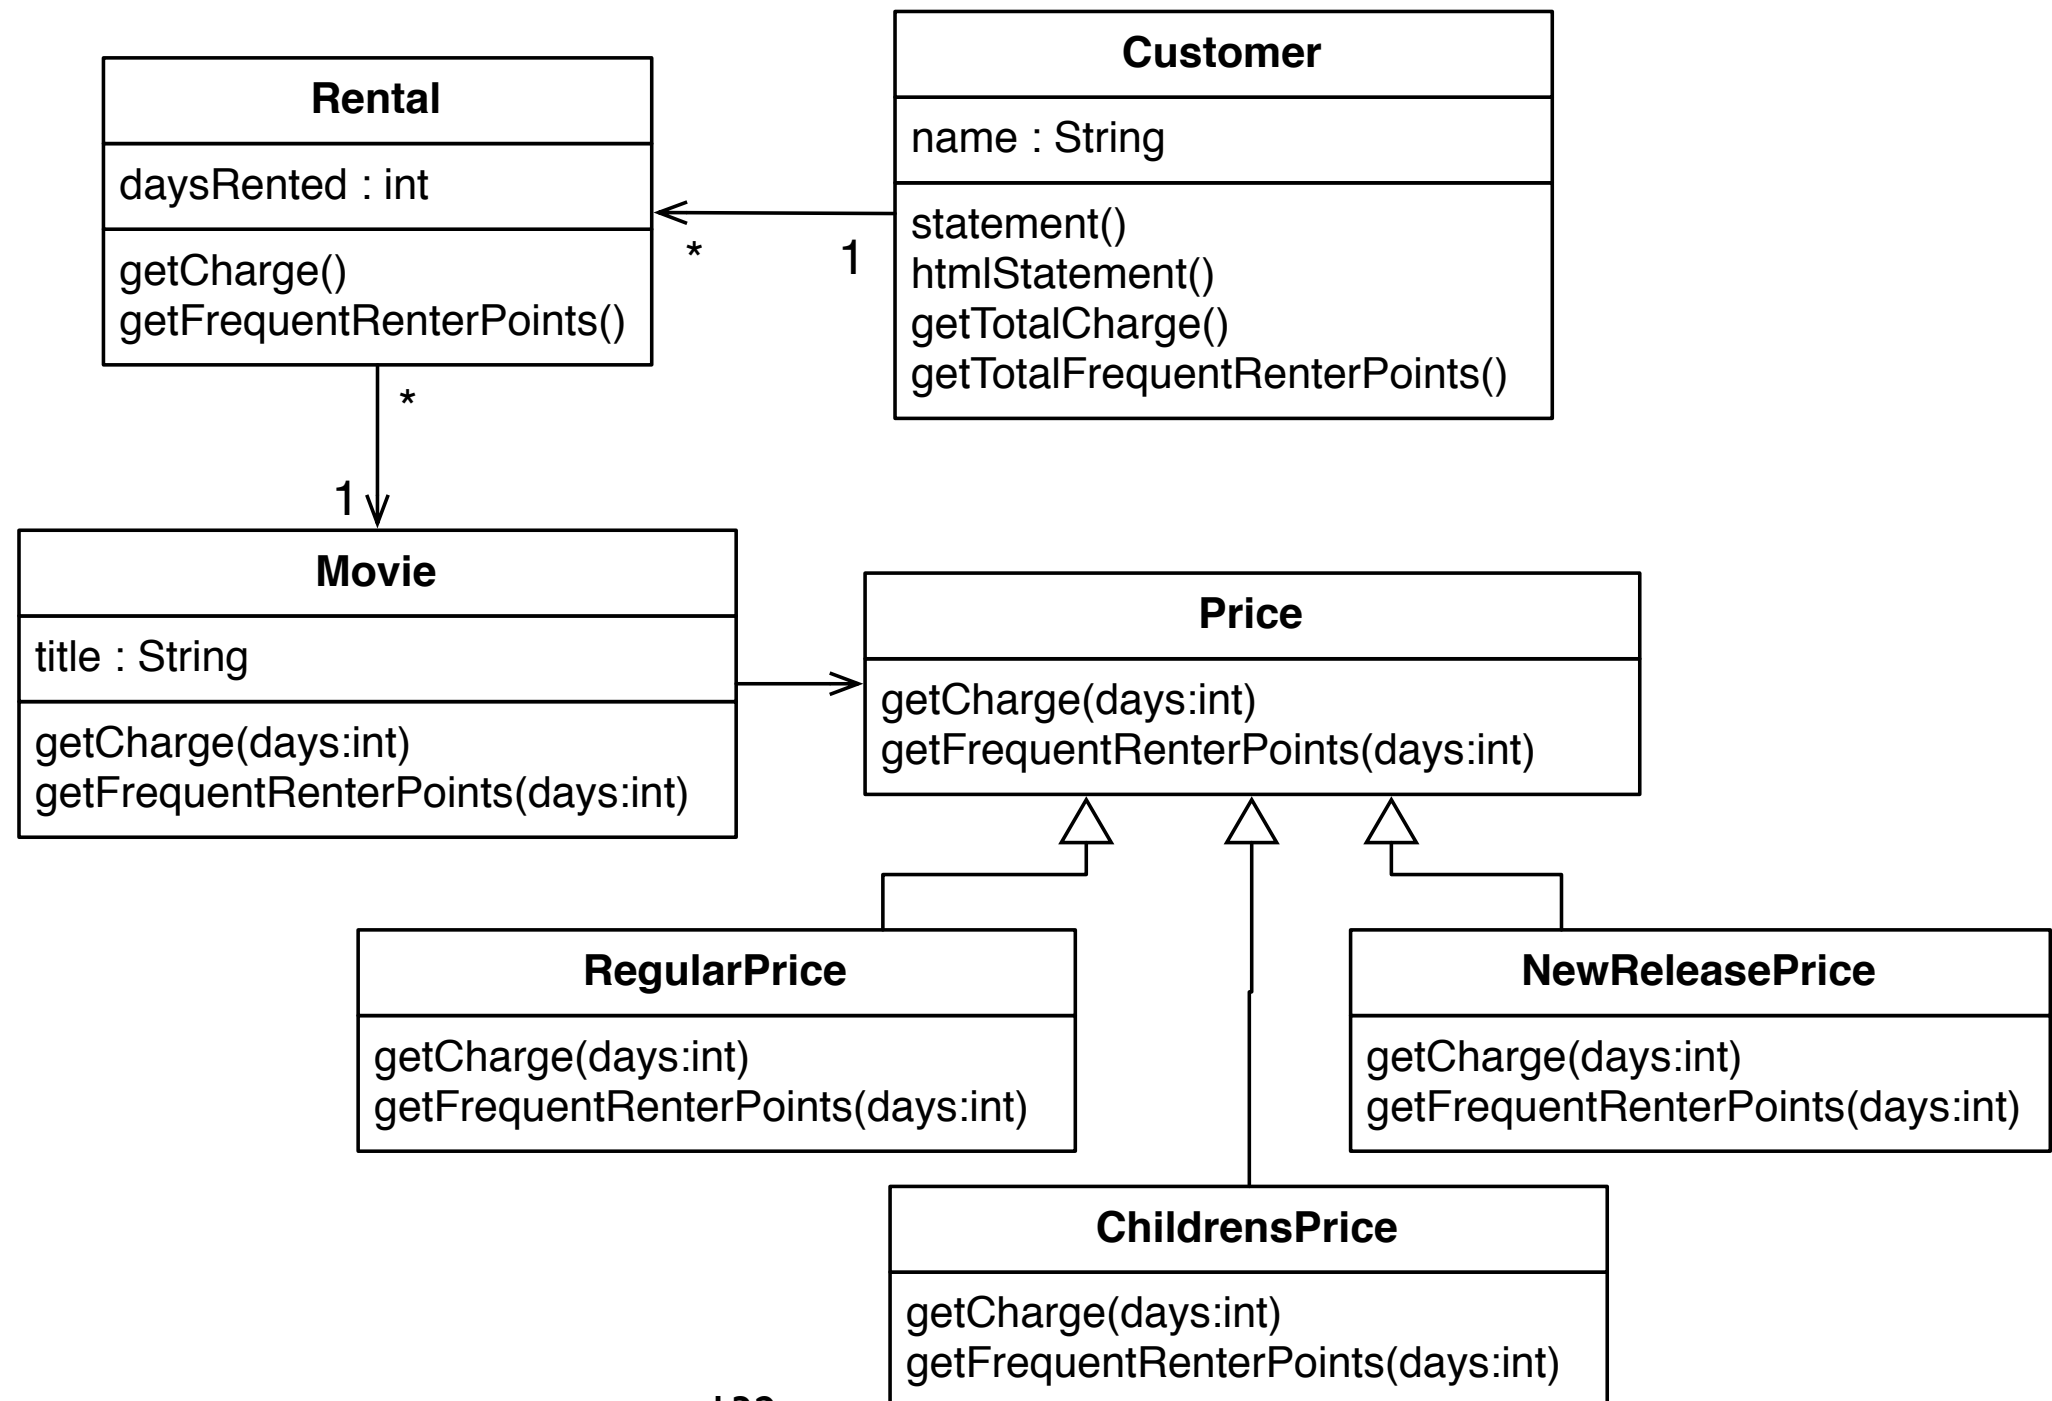 Rental
daysRented : int
getCharge()
getFrequentRenterPoints()
Customer
name : String
statement()
htmlStatement()
getTotalCharge()
getTotalFrequentRenterPoints()
*
1
*
1
Movie
title : String
getCharge(days:int)
getFrequentRenterPoints(days:int)
Price
getCharge(days:int)
getFrequentRenterPoints(days:int)
RegularPrice
getCharge(days:int)
getFrequentRenterPoints(days:int)
NewReleasePrice
getCharge(days:int)
getFrequentRenterPoints(days:int)
ChildrensPrice
getCharge(days:int)
getFrequentRenterPoints(days:int)